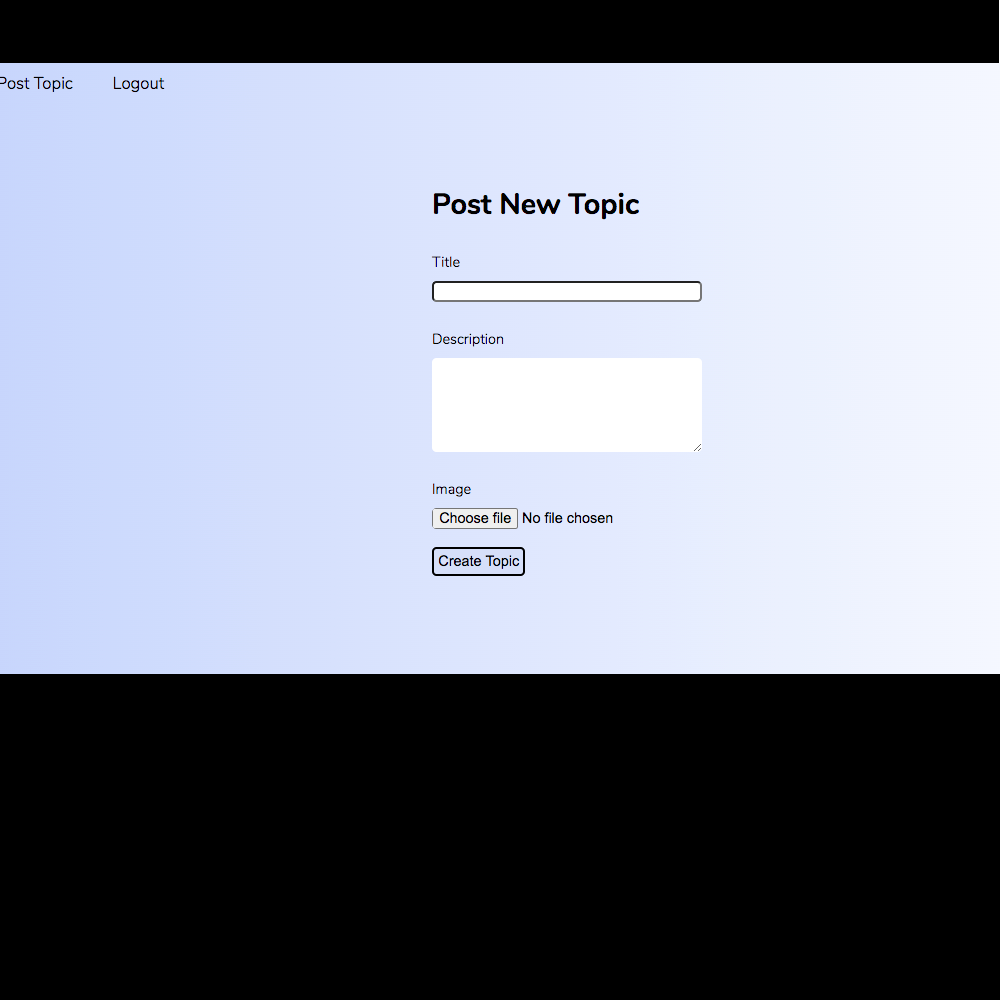 Post Topic Logout
Post New Topic
Title
Description
Image
Choose file No file chosen
Create Topic